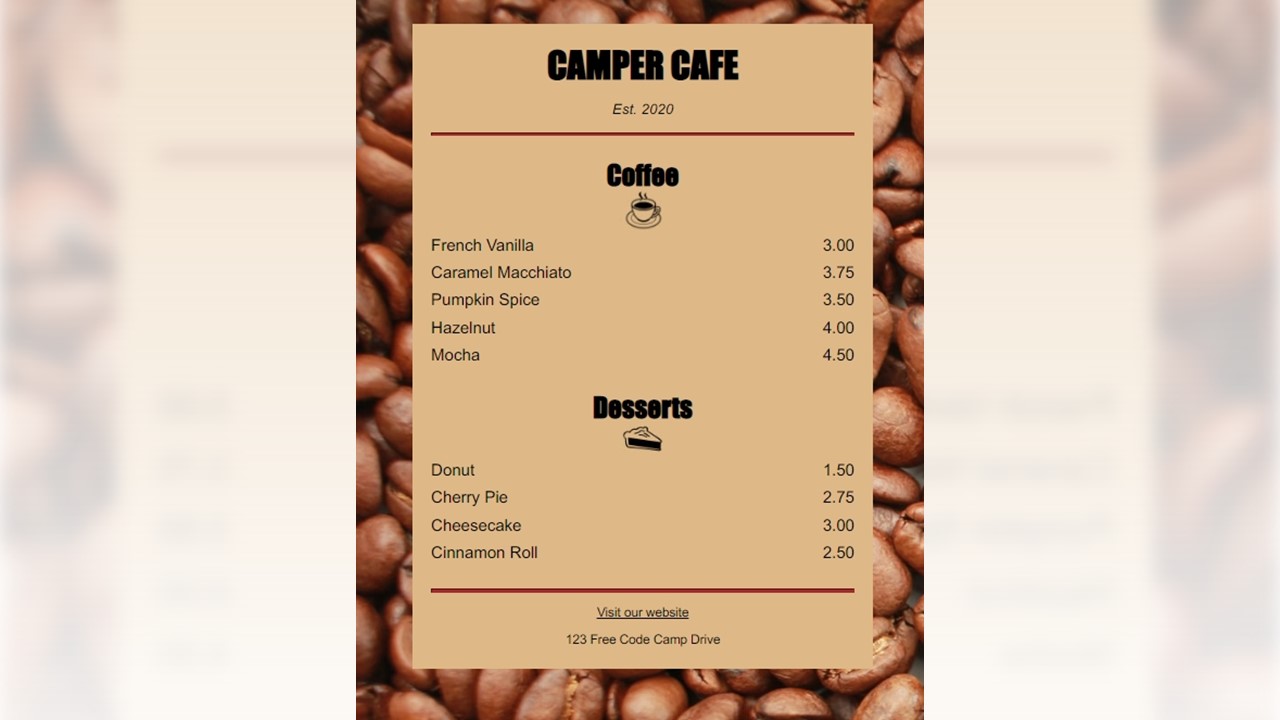 CAMPER CAFE
Est. 2020
Coffee
French Vanilla 3.00
Caramel Macchiato 3.75
Pumpkin Spice 3.50
Hazelnut 4.00
Mocha 4.50
Desserts
Donut 1.50
Cherry Pie 2.75
Cheesecake 3.00
Cinnamon Roll 2.50
Visit our website
123 Free Code Camp Drive